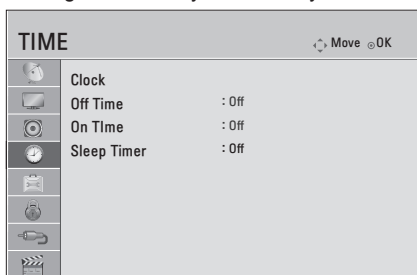 TIME
Move OK
Clock
Off Time : Off
On TIme : Off
Sleep Timer : Off